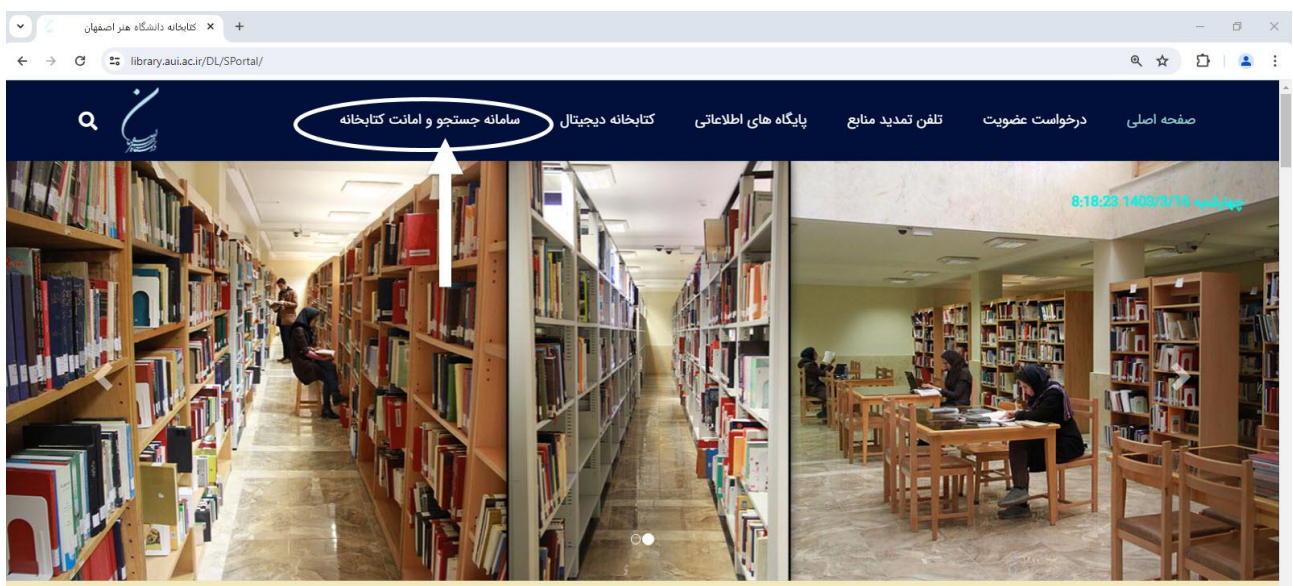 کتابخانه دانشگاه هنر اصفهان
library.aui.ac.ir/DL/SPortal/
صفحه اصلی
درخواست عضویت
تلفن تمدید منابع
پایگاه های اطلاعاتی
کتابخانه دیجیتال
سامانه جستجو و امانت کتابخانه
چهارشنبه 1403/3/16 8:18:23